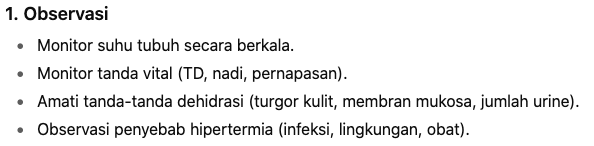 1. Observasi
• Monitor suhu tubuh secara berkala.
• Monitor tanda vital (TD, nadi, pernapasan).
• Amati tanda-tanda dehidrasi (turgor kulit, membran mukosa, jumlah urine).
• Observasi penyebab hipertermia (infeksi, lingkungan, obat).